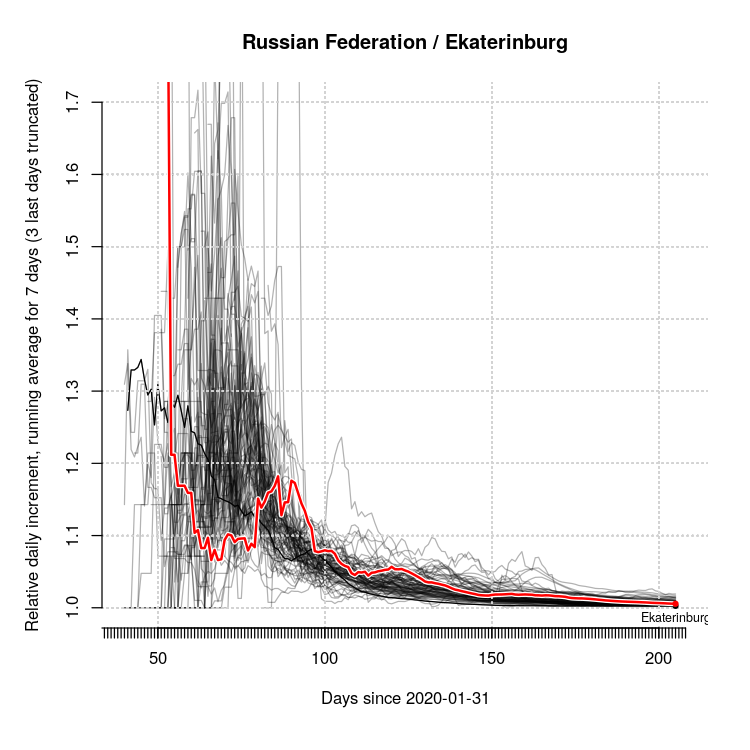 Russian Federation / Ekaterinburg
Relative daily increment, running average for 7 days (3 last days truncated)
1.7
1.6
1.5
1.4
1.3
1.2
1.1
1.0
Ekaterinburg
50 100 150 200
Days since 2020-01-31